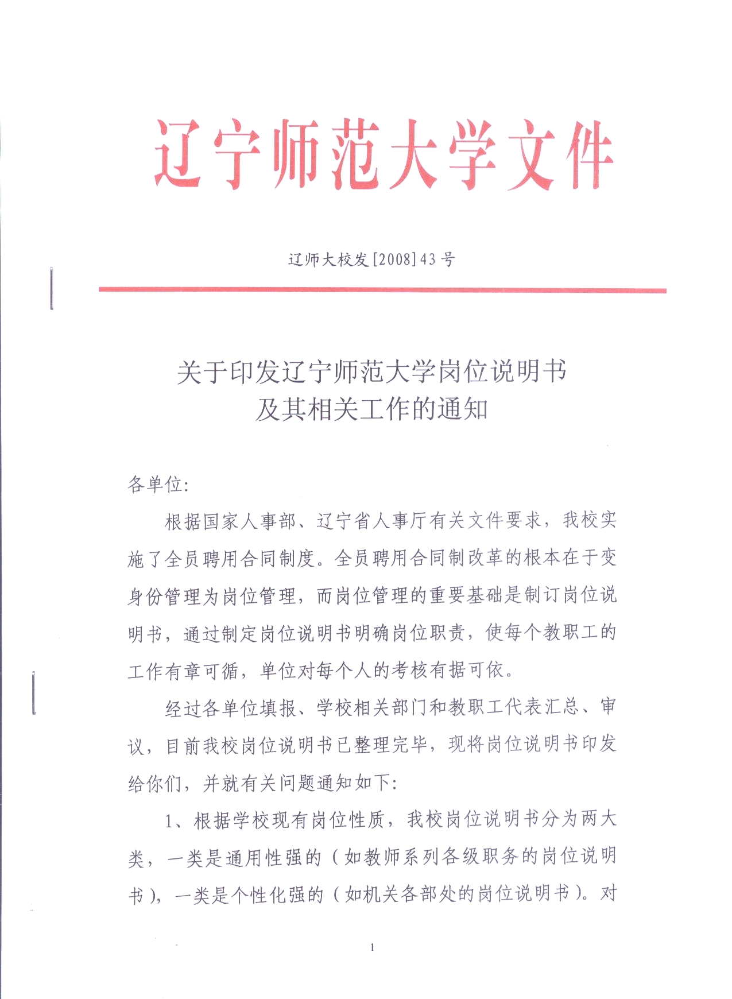 辽宁师范大学文件
辽师大校发[2008]43号
关于印发辽宁师范大学岗位说明书
及其相关工作的通知
各单位：
根据国家人事部、辽宁省人事厅有关文件要求，我校实
施了全员聘用合同制度。全员聘用合同制改革的根本在于变
身份管理为岗位管理，而岗位管理的重要基础是制订岗位说
明书，通过制定岗位说明书明确岗位职责，使每个教职工的
工作有章可循，单位对每个人的考核有据可依。
经过各单位填报、学校相关部门和教职工代表汇总、审
议，目前我校岗位说明书已整理完毕，现将岗位说明书印发
给你们，并就有关问题通知如下：
1、根据学校现有岗位性质，我校岗位说明书分为两大
类，一类是通用性强的（如教师系列各级职务的岗位说明
书），一类是个性化强的（如机关各部处的岗位说明书）。对
1